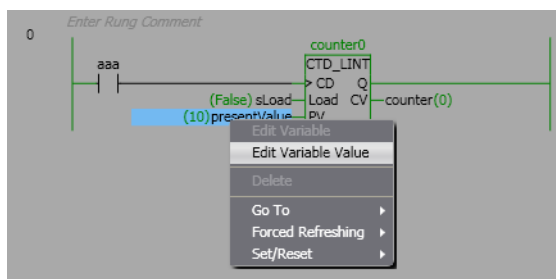 Enter Rung Comment
0
counter0
aaa
CTD_LINT
CD Q
(False) sLoad Load CV counter(0)
(10)presentValue PV
Edit Variable
Edit Variable Value
Delete
Go To
Forced Refreshing
Set/Reset